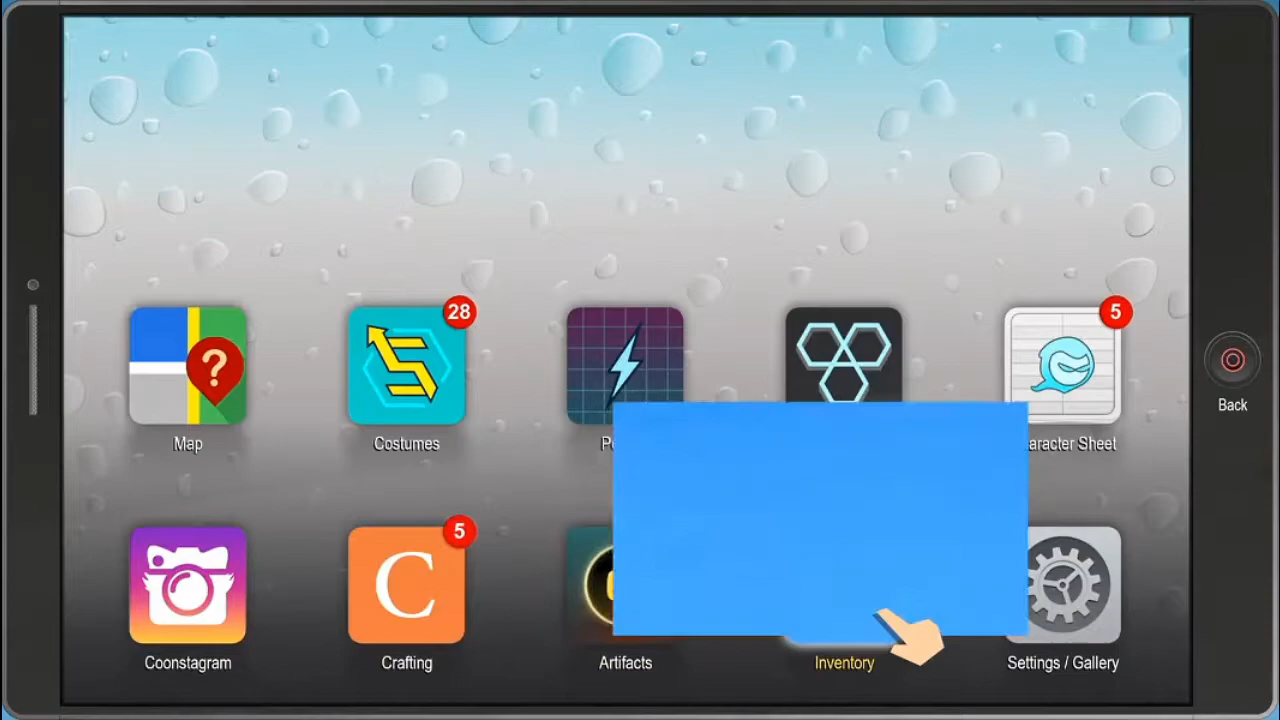 28
5
?
Map
Costumes
Back
5
C
Coonstagram
Crafting
Artifacts
Inventory
Settings / Gallery